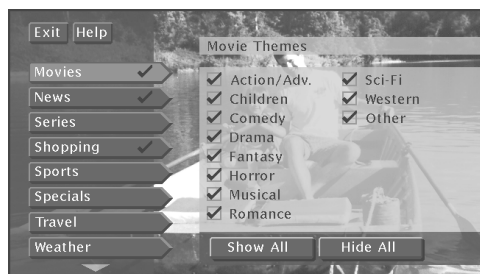 Exit Help
Movie Themes
Movies
News
Series
Shopping
Sports
Specials
Travel
Weather
Action/Adv.
Children
Comedy
Drama
Fantasy
Horror
Musical
Romance
Sci-Fi
Western
Other
Show All Hide All